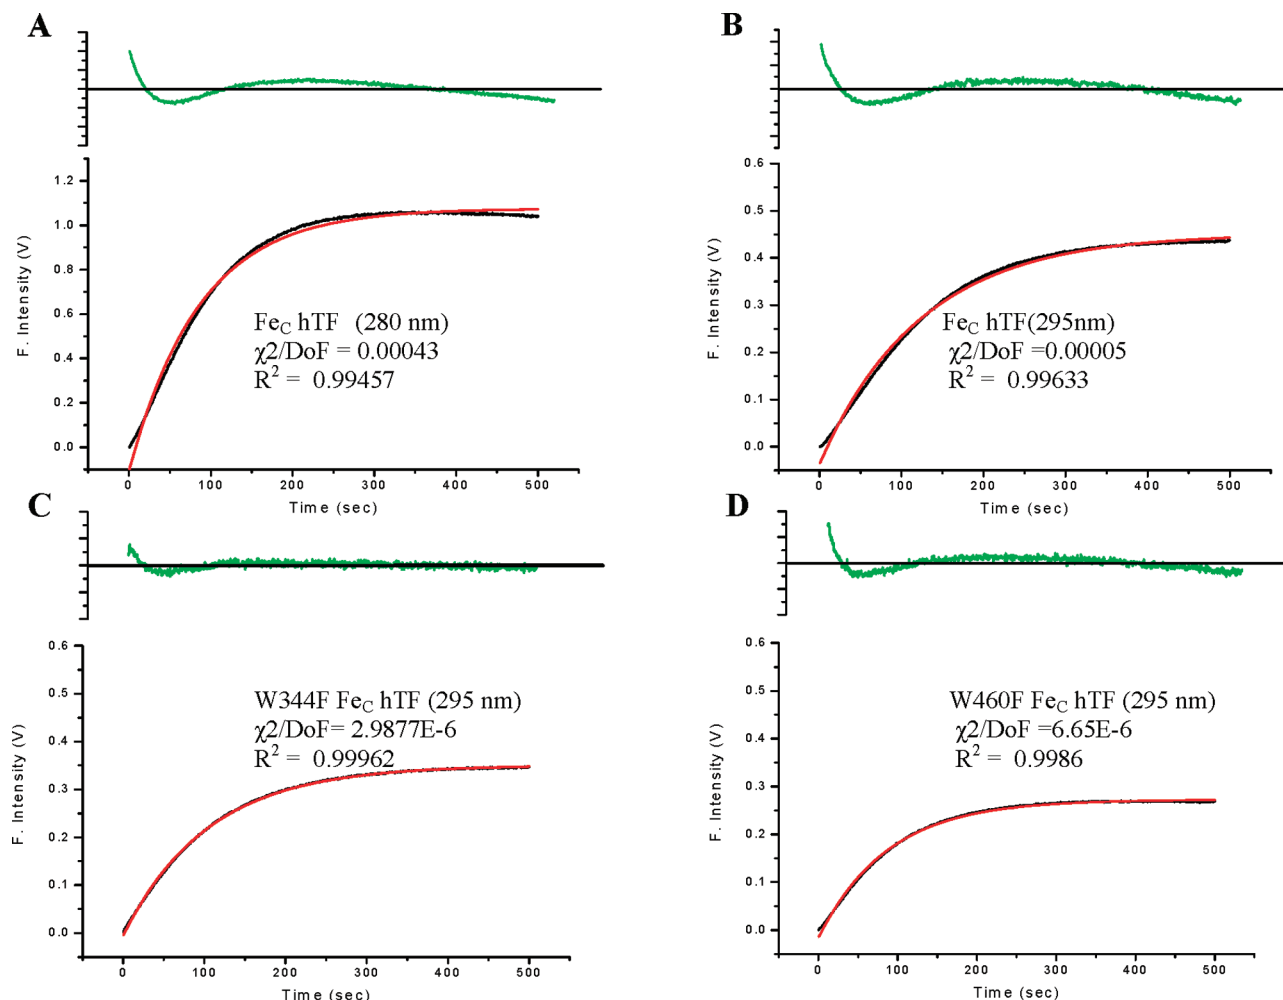 A
F. Intensity (V)
1.2
1.0
0.8
0.6
0.4
0.2
0.0
Fe_C hTF (280 nm)
χ2/DoF = 0.00043
R² = 0.99457
0 100 200 300 400 500
Time (sec)
B
F. Intensity (V)
0.6
0.5
0.4
0.3
0.2
0.1
0.0
Fe_C hTF(295nm)
χ2/DoF =0.00005
R² = 0.99633
0 100 200 300 400 500
Time (sec)
C
F. Intensity (V)
0.6
0.5
0.4
0.3
0.2
0.1
0.0
W344F Fe_C hTF (295 nm)
χ2/DoF= 2.9877E-6
R² = 0.99962
0 100 200 300 400 500
Time (sec)
D
F. Intensity (V)
0.6
0.5
0.4
0.3
0.2
0.1
0.0
W460F Fe_C hTF (295 nm)
χ2/DoF =6.65E-6
R² = 0.9986
0 100 200 300 400 500
Time (sec)